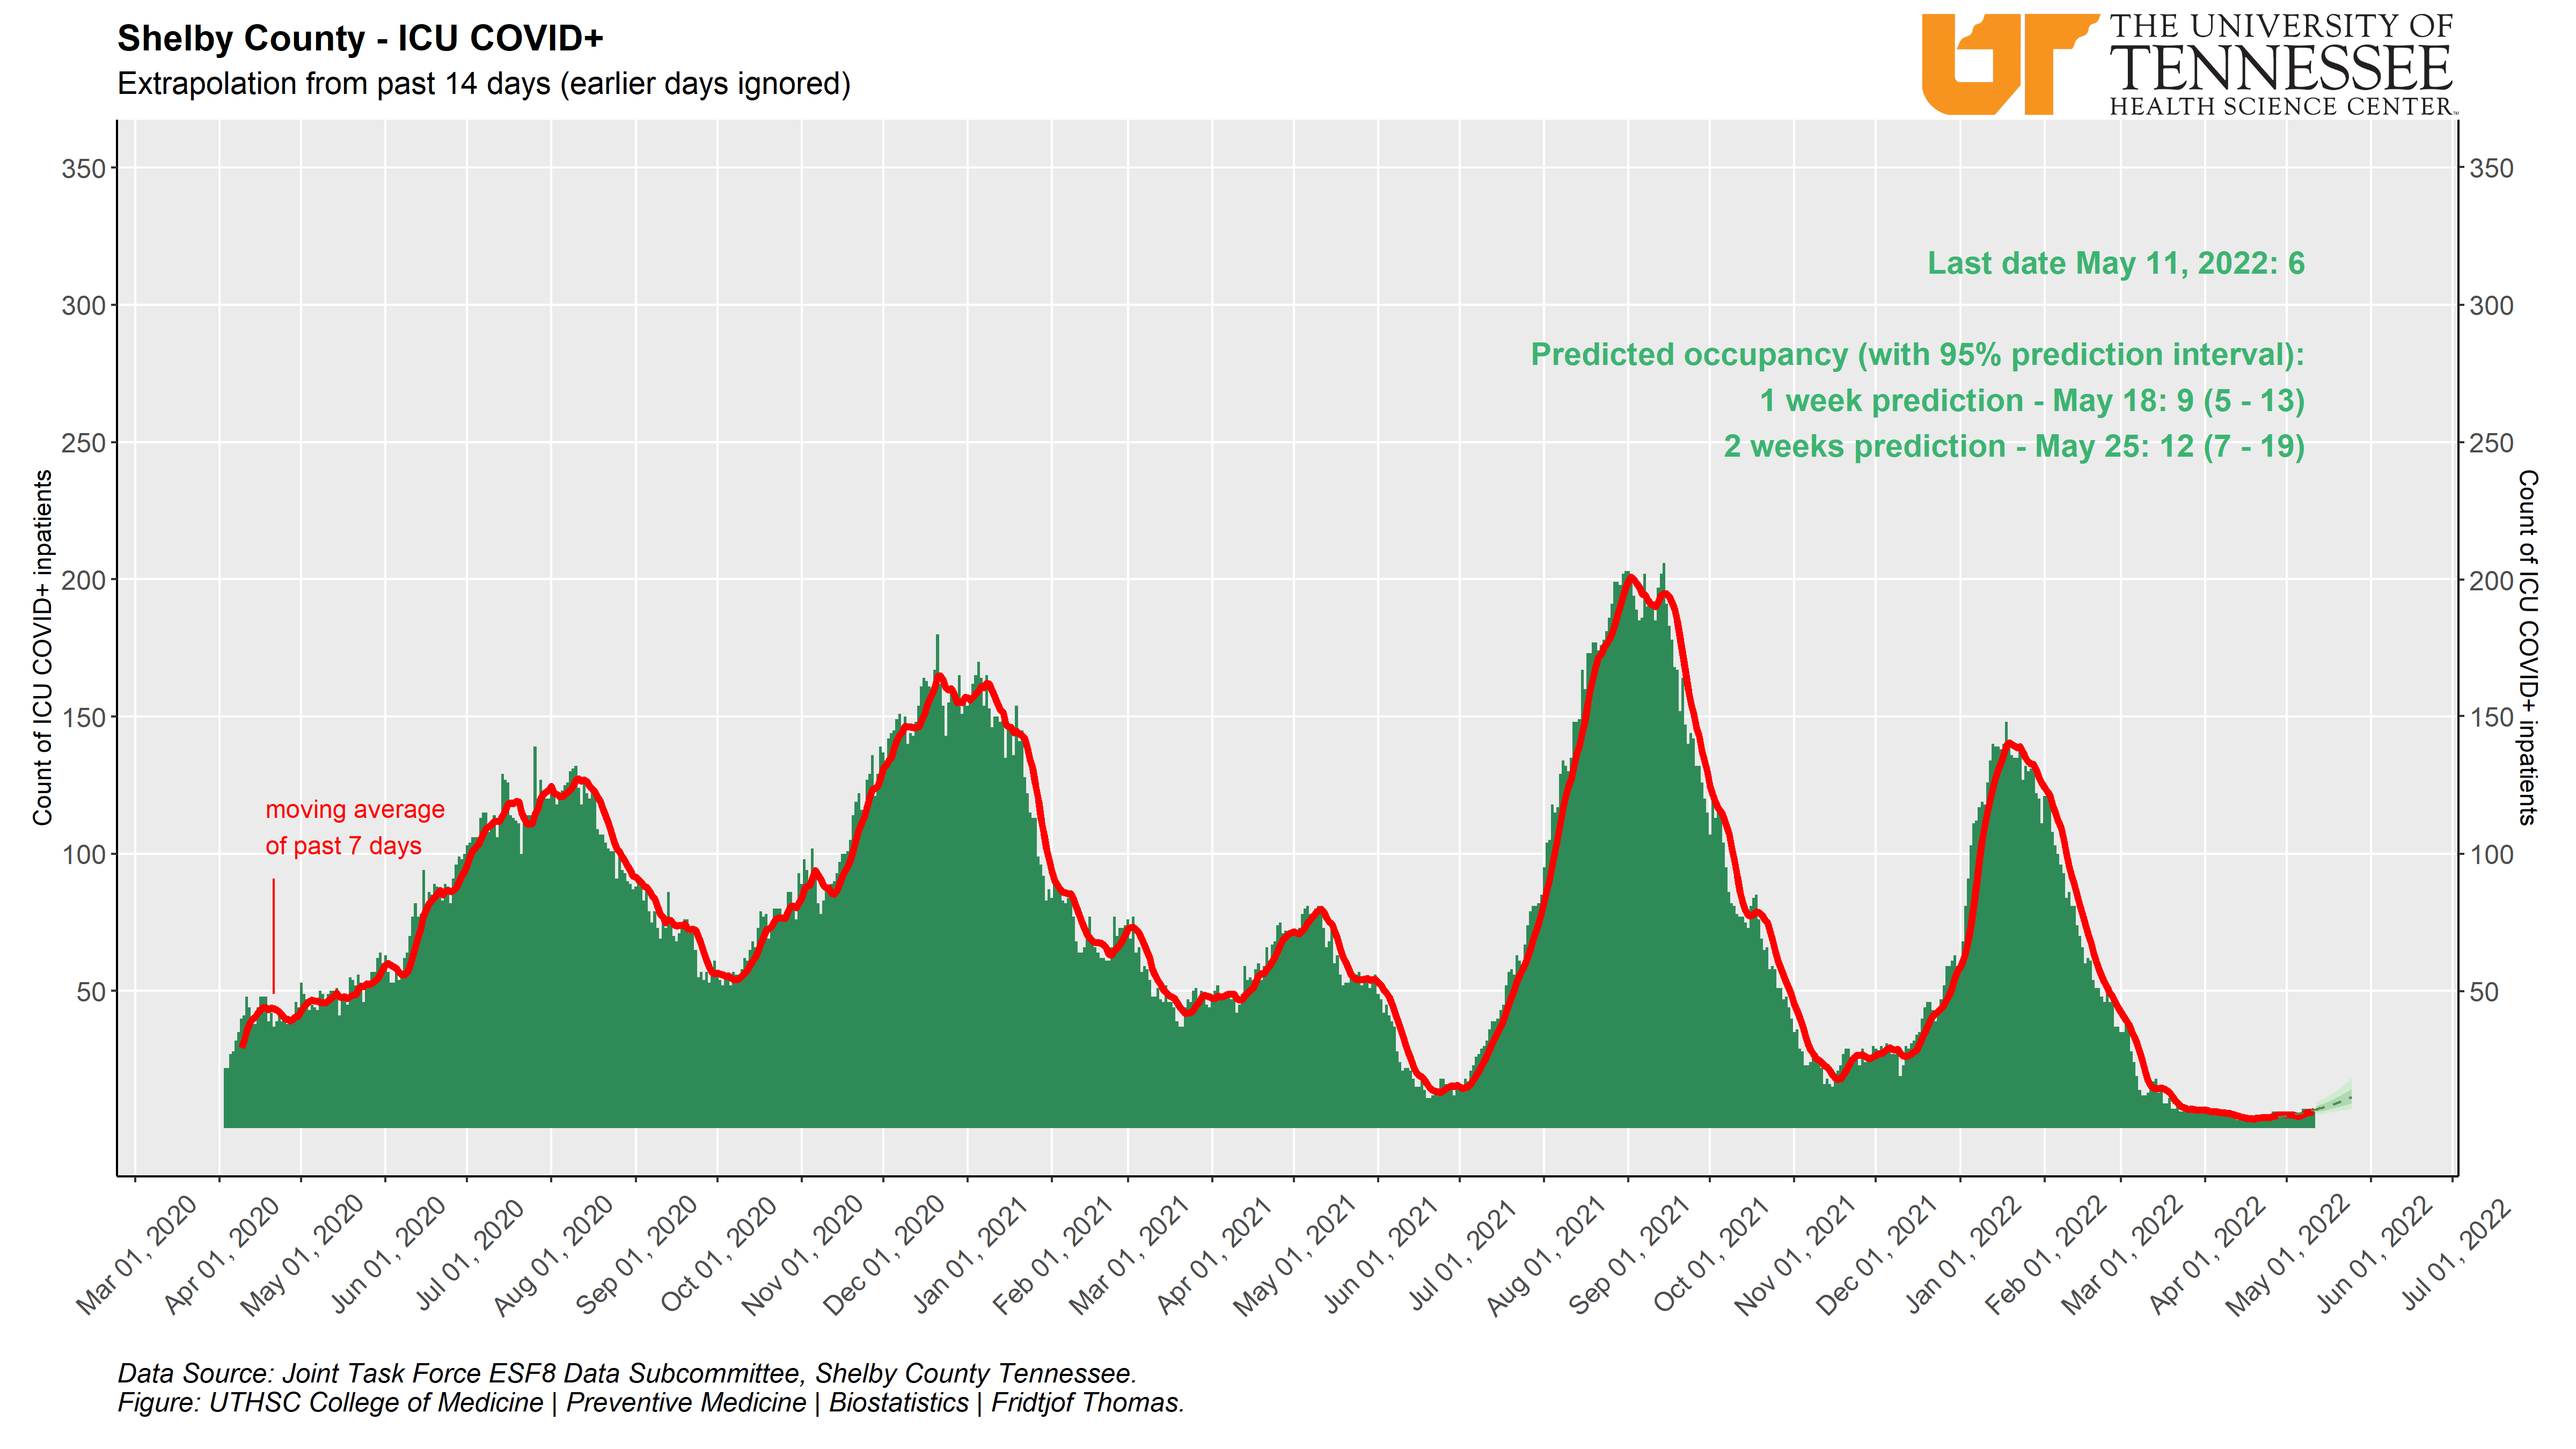 Shelby County - ICU COVID+
Extrapolation from past 14 days (earlier days ignored)
THE UNIVERSITY OF
TENNESSEE
HEALTH SCIENCE CENTER™
Last date May 11, 2022: 6
Predicted occupancy (with 95% prediction interval):
1 week prediction - May 18: 9 (5 - 13)
2 weeks prediction - May 25: 12 (7 - 19)
350
300
250
200
150
100
50
Count of ICU COVID+ inpatients
moving average
of past 7 days
350
300
250
200
150
100
50
Count of ICU COVID+ inpatients
Mar 01, 2020
Apr 01, 2020
May 01, 2020
Jun 01, 2020
Jul 01, 2020
Aug 01, 2020
Sep 01, 2020
Oct 01, 2020
Nov 01, 2020
Dec 01, 2020
Jan 01, 2021
Feb 01, 2021
Mar 01, 2021
Apr 01, 2021
May 01, 2021
Jun 01, 2021
Jul 01, 2021
Aug 01, 2021
Sep 01, 2021
Oct 01, 2021
Nov 01, 2021
Dec 01, 2021
Jan 01, 2022
Feb 01, 2022
Mar 01, 2022
Apr 01, 2022
May 01, 2022
Jun 01, 2022
Jul 01, 2022
Data Source: Joint Task Force ESF8 Data Subcommittee, Shelby County Tennessee.
Figure: UTHSC College of Medicine | Preventive Medicine | Biostatistics | Fridtjof Thomas.